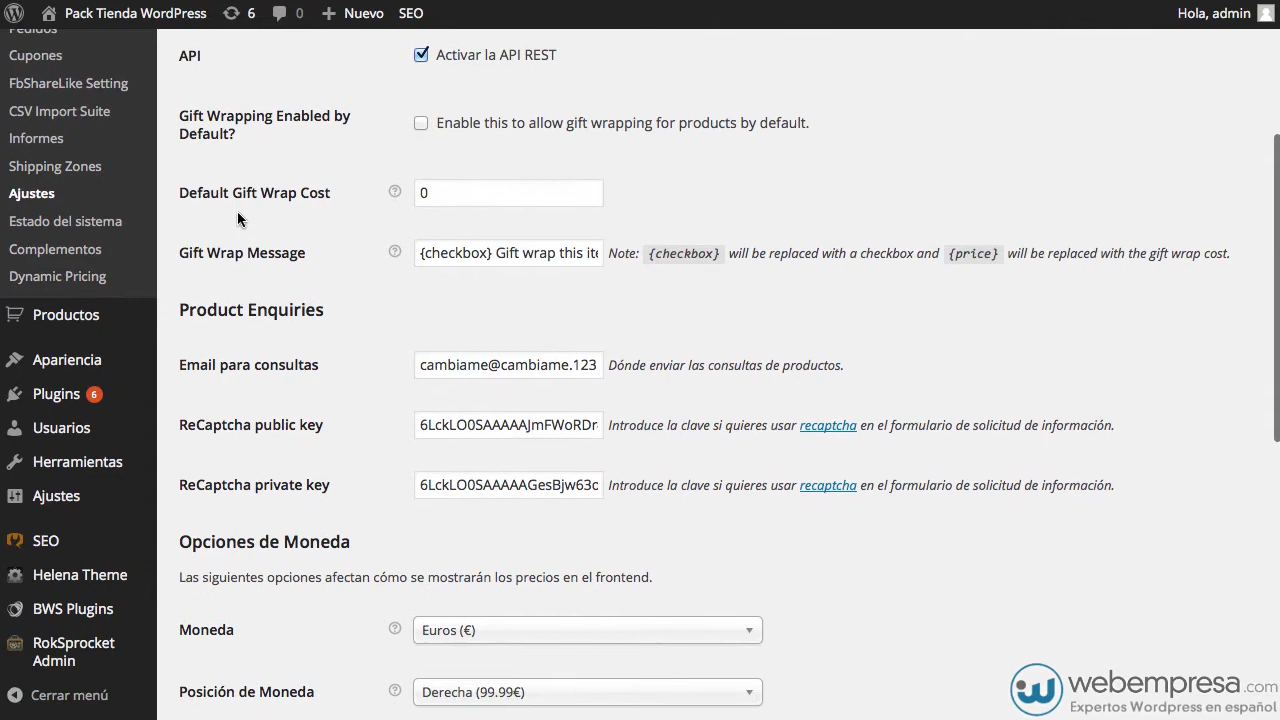 Pack Tienda WordPress 6 0 + Nuevo SEO Hola, admin
Cupones
FbShareLike Setting
CSV Import Suite
Informes
Shipping Zones
Ajustes
Estado del sistema
Complementos
Dynamic Pricing
Productos
Apariencia
Plugins 6
Usuarios
Herramientas
Ajustes
SEO
Helena Theme
BWS Plugins
RokSprocket
Admin
Cerrar menú
API Activar la API REST
Gift Wrapping Enabled by
Default?
Enable this to allow gift wrapping for products by default.
Default Gift Wrap Cost ? 0
Gift Wrap Message ? {checkbox} Gift wrap this ite Note: {checkbox} will be replaced with a checkbox and {price} will be replaced with the gift wrap cost.
Product Enquiries
Email para consultas cambiame@cambiame.123 Dónde enviar las consultas de productos.
ReCaptcha public key 6LckLO0SAAAAAJmFWoRDr Introduce la clave si quieres usar recaptcha en el formulario de solicitud de información.
ReCaptcha private key 6LckLO0SAAAAAGesBjw63c Introduce la clave si quieres usar recaptcha en el formulario de solicitud de información.
Opciones de Moneda
Las siguientes opciones afectan cómo se mostrarán los precios en el frontend.
Moneda ? Euros (€)
Posición de Moneda ? Derecha (99.99€)
webempresa.com
Expertos Wordpress en español